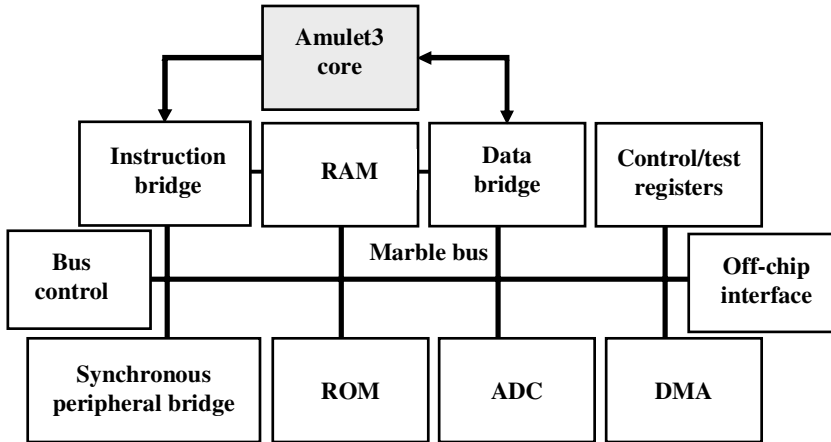 Amulet3
core
Instruction
bridge
RAM
Data
bridge
Control/test
registers
Bus
control
Marble bus
Off-chip
interface
Synchronous
peripheral bridge
ROM
ADC
DMA